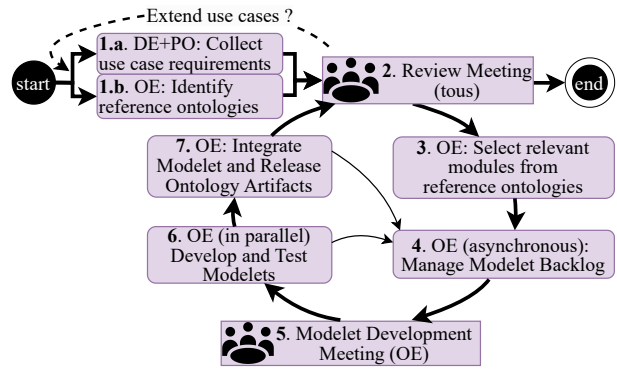 Extend use cases ?
start
1.a. DE+PO: Collect
use case requirements
1.b. OE: Identify
reference ontologies
2. Review Meeting
(tous)
end
7. OE: Integrate
Modelet and Release
Ontology Artifacts
3. OE: Select relevant
modules from
reference ontologies
6. OE (in parallel)
Develop and Test
Modelets
4. OE (asynchronous):
Manage Modelet Backlog
5. Modelet Development
Meeting (OE)